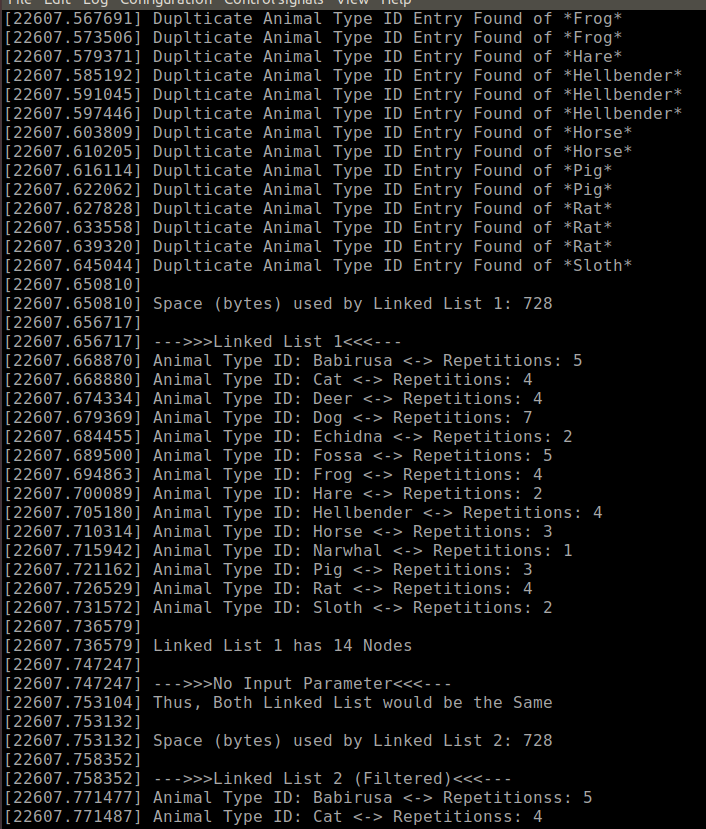 File Edit Log Configuration Control signals View Help
[22607.567691] Duplticate Animal Type ID Entry Found of *Frog*
[22607.573506] Duplticate Animal Type ID Entry Found of *Frog*
[22607.579371] Duplticate Animal Type ID Entry Found of *Hare*
[22607.585192] Duplticate Animal Type ID Entry Found of *Hellbender*
[22607.591045] Duplticate Animal Type ID Entry Found of *Hellbender*
[22607.597446] Duplticate Animal Type ID Entry Found of *Hellbender*
[22607.603809] Duplticate Animal Type ID Entry Found of *Horse*
[22607.610205] Duplticate Animal Type ID Entry Found of *Horse*
[22607.616114] Duplticate Animal Type ID Entry Found of *Pig*
[22607.622062] Duplticate Animal Type ID Entry Found of *Pig*
[22607.627828] Duplticate Animal Type ID Entry Found of *Rat*
[22607.633558] Duplticate Animal Type ID Entry Found of *Rat*
[22607.639320] Duplticate Animal Type ID Entry Found of *Rat*
[22607.645044] Duplticate Animal Type ID Entry Found of *Sloth*
[22607.650810]
[22607.650810] Space (bytes) used by Linked List 1: 728
[22607.656717]
[22607.656717] --->>>Linked List 1<<<---
[22607.668870] Animal Type ID: Babirusa <-> Repetitions: 5
[22607.668880] Animal Type ID: Cat <-> Repetitions: 4
[22607.674334] Animal Type ID: Deer <-> Repetitions: 4
[22607.679369] Animal Type ID: Dog <-> Repetitions: 7
[22607.684455] Animal Type ID: Echidna <-> Repetitions: 2
[22607.689500] Animal Type ID: Fossa <-> Repetitions: 5
[22607.694863] Animal Type ID: Frog <-> Repetitions: 4
[22607.700089] Animal Type ID: Hare <-> Repetitions: 2
[22607.705180] Animal Type ID: Hellbender <-> Repetitions: 4
[22607.710314] Animal Type ID: Horse <-> Repetitions: 3
[22607.715942] Animal Type ID: Narwhal <-> Repetitions: 1
[22607.721162] Animal Type ID: Pig <-> Repetitions: 3
[22607.726529] Animal Type ID: Rat <-> Repetitions: 4
[22607.731572] Animal Type ID: Sloth <-> Repetitions: 2
[22607.736579]
[22607.736579] Linked List 1 has 14 Nodes
[22607.747247]
[22607.747247] --->>>No Input Parameter<<<---
[22607.753104] Thus, Both Linked List would be the Same
[22607.753132]
[22607.753132] Space (bytes) used by Linked List 2: 728
[22607.758352]
[22607.758352] --->>>Linked List 2 (Filtered)<<<---
[22607.771477] Animal Type ID: Babirusa <-> Repetitionss: 5
[22607.771487] Animal Type ID: Cat <-> Repetitionss: 4